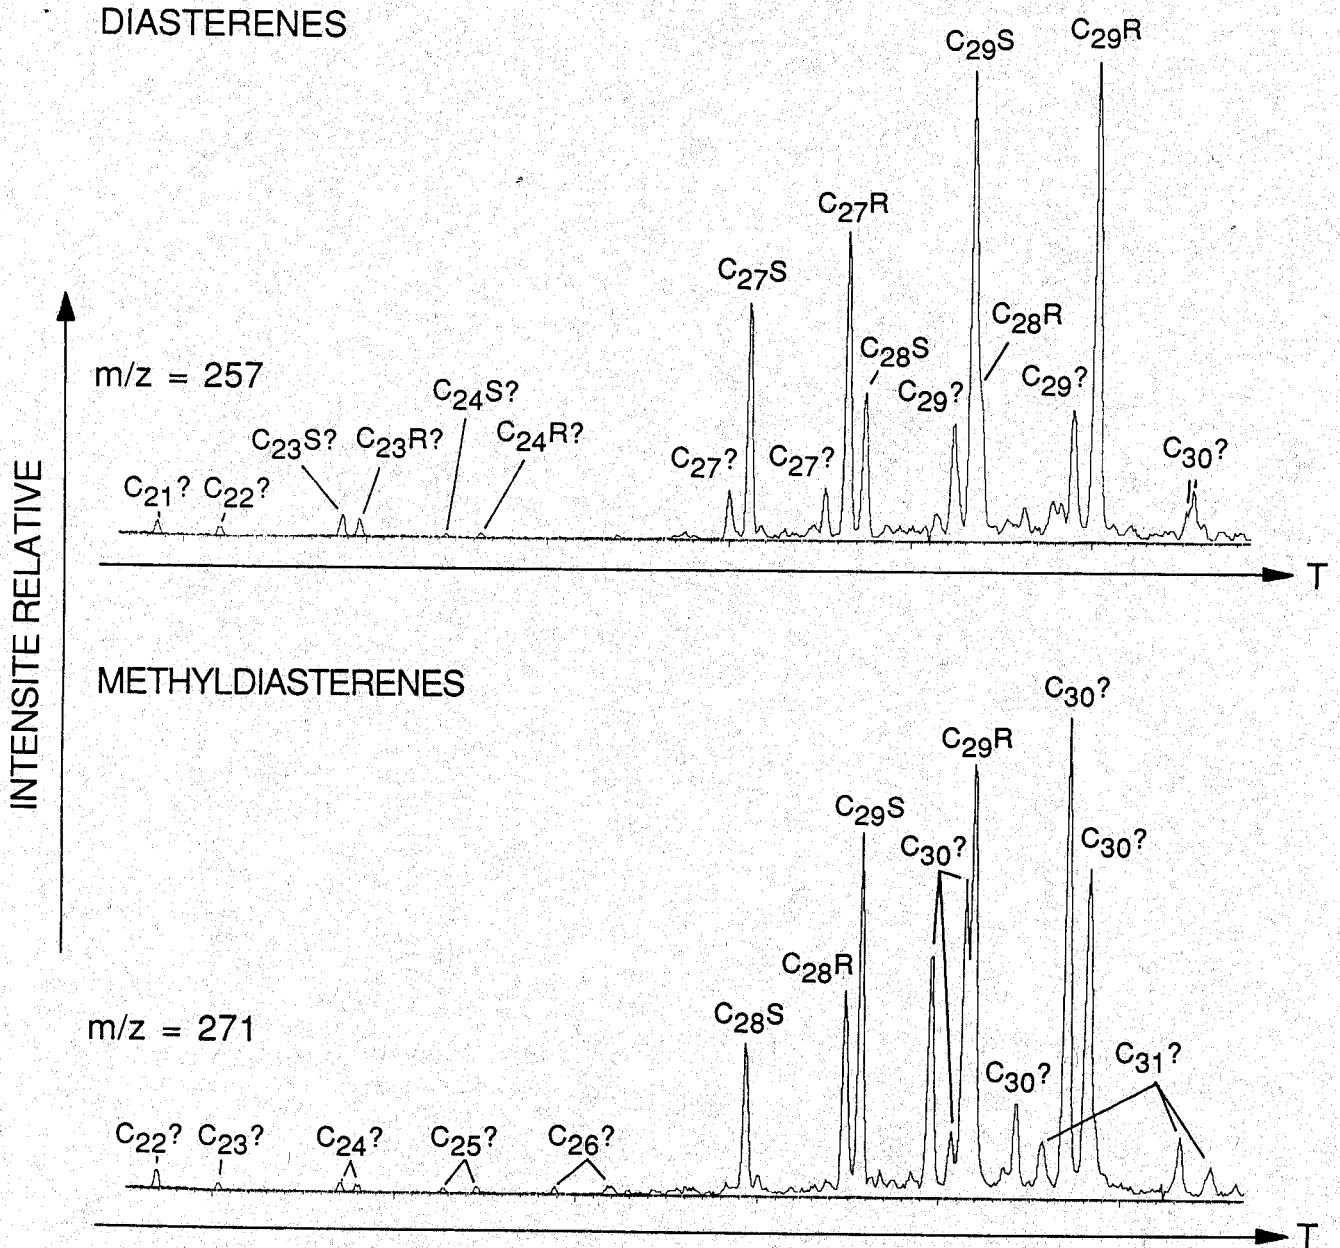 DIASTERENES
C29S
C29R
C27R
C27S
C28R
C28S
m/z = 257
C29?
C29?
C24S?
C23S?
C23R?
C24R?
C27?
C27?
C30?
C21?
C22?
T
INTENSITE RELATIVE
METHYLDIASTERENES
C30?
C29R
C29S
C30?
C30?
C28R
C28S
m/z = 271
C30?
C31?
C22?
C23?
C24?
C25?
C26?
T